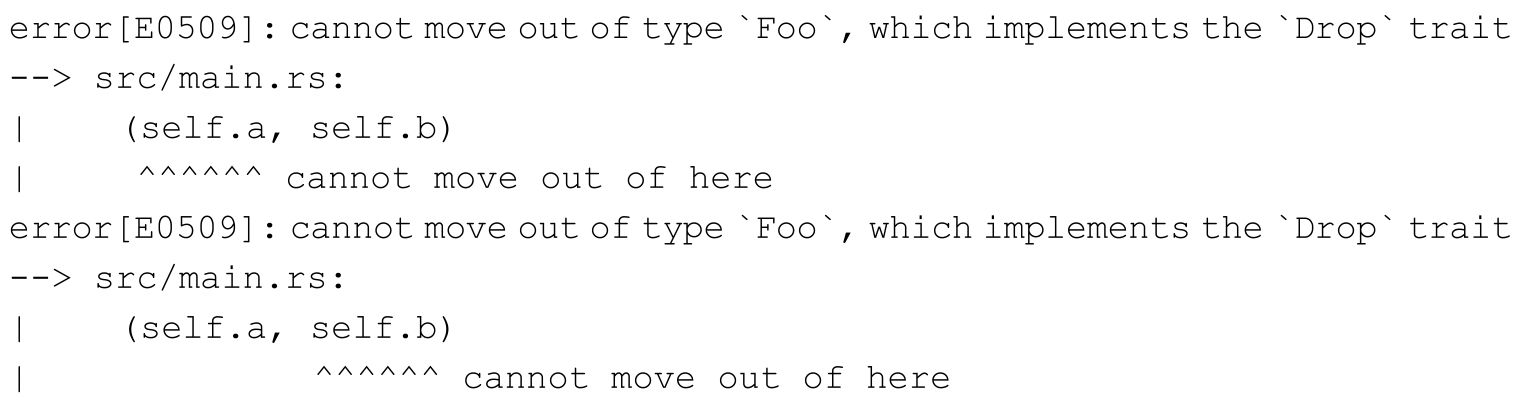 error[E0509]: cannot move out of type `Foo`, which implements the `Drop` trait
--> src/main.rs:
|     (self.a, self.b)
|      ^^^^^^ cannot move out of here
error[E0509]: cannot move out of type `Foo`, which implements the `Drop` trait
--> src/main.rs:
|     (self.a, self.b)
|              ^^^^^^ cannot move out of here